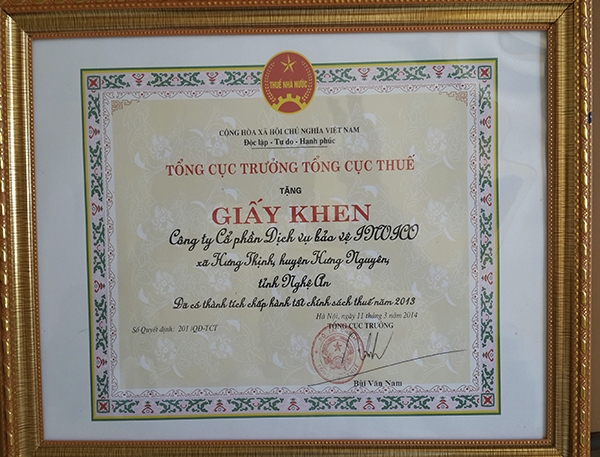 THUẾ NHÀ NƯỚC
CỘNG HÒA XÃ HỘI CHỦ NGHĨA VIỆT NAM
Độc lập - Tự do - Hạnh phúc
TỔNG CỤC TRƯỞNG TỔNG CỤC THUẾ
TẶNG
GIẤY KHEN
Công ty Cổ phần Dịch vụ bảo vệ INVICO
xã Hưng Thịnh, huyện Hưng Nguyên,
tỉnh Nghệ An
Đã có thành tích chấp hành tốt chính sách thuế năm 2013
Hà Nội, ngày 11 tháng 3 năm 2014
Số Quyết định: 201 /QĐ-TCT
TỔNG CỤC TRƯỞNG
Bùi Văn Nam